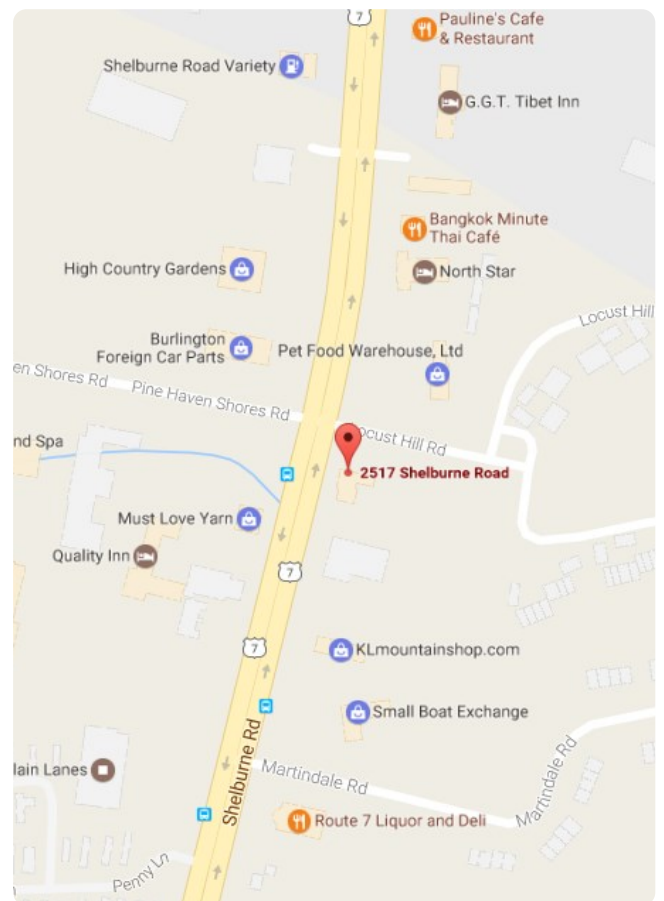 7
Pauline's Cafe
& Restaurant
Shelburne Road Variety
G.G.T. Tibet Inn
Bangkok Minute
Thai Café
High Country Gardens
North Star
Locust Hill
Burlington
Foreign Car Parts
Pet Food Warehouse, Ltd
en Shores Rd
Pine Haven Shores Rd
ocust Hill Rd
nd Spa
2517 Shelburne Road
Must Love Yarn
Quality Inn
7
7
KLmountainshop.com
Small Boat Exchange
Shelburne Rd
lain Lanes
Martindale Rd
Martindale Rd
Route 7 Liquor and Deli
Penny Ln